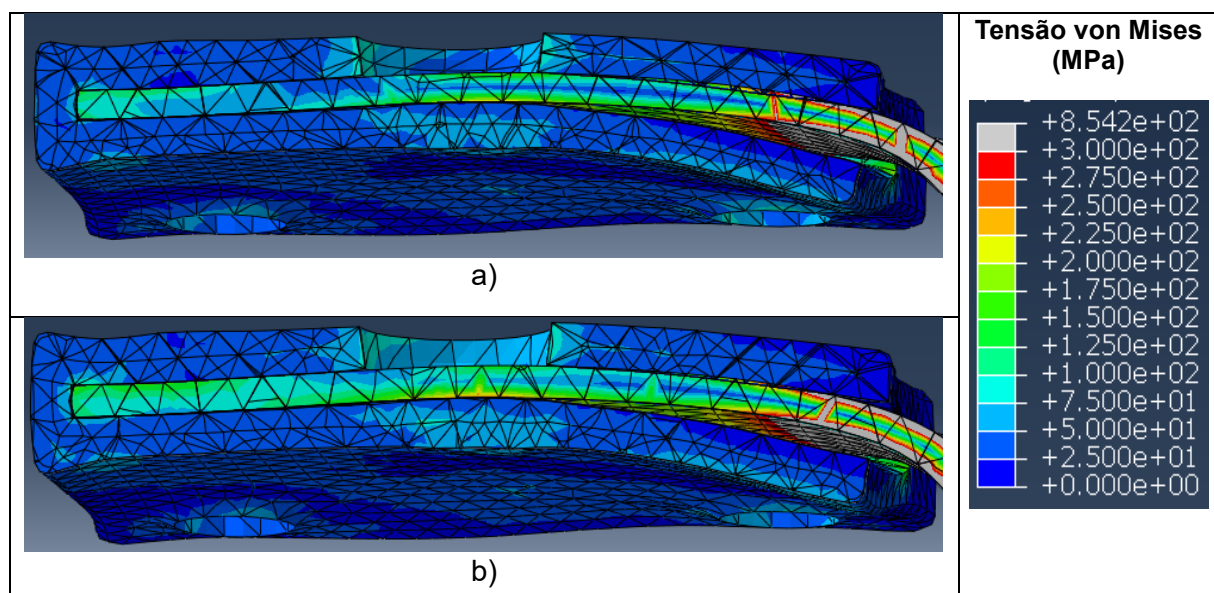 Tensão von Mises
(MPa)
+8.542e+02
+3.000e+02
+2.750e+02
+2.500e+02
+2.250e+02
+2.000e+02
+1.750e+02
+1.500e+02
+1.250e+02
+1.000e+02
+7.500e+01
+5.000e+01
+2.500e+01
+0.000e+00
a)
b)